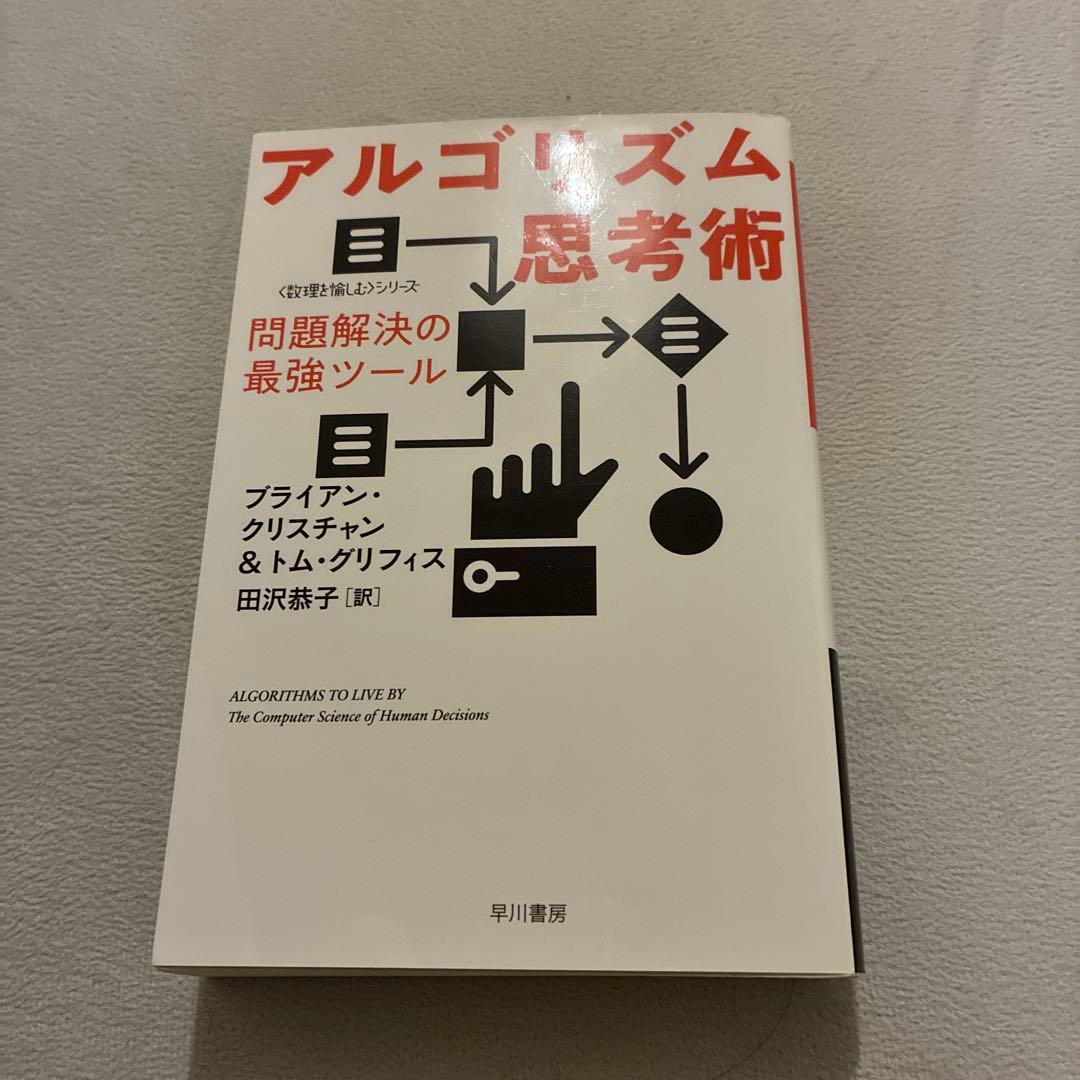 アルゴリズム
思考術
〈数理を愉しむ〉シリーズ
問題解決の
最強ツール
ブライアン・
クリスチャン
&トム・グリフィス
田沢恭子[訳]
ALGORITHMS TO LIVE BY
The Computer Science of Human Decisions
早川書房